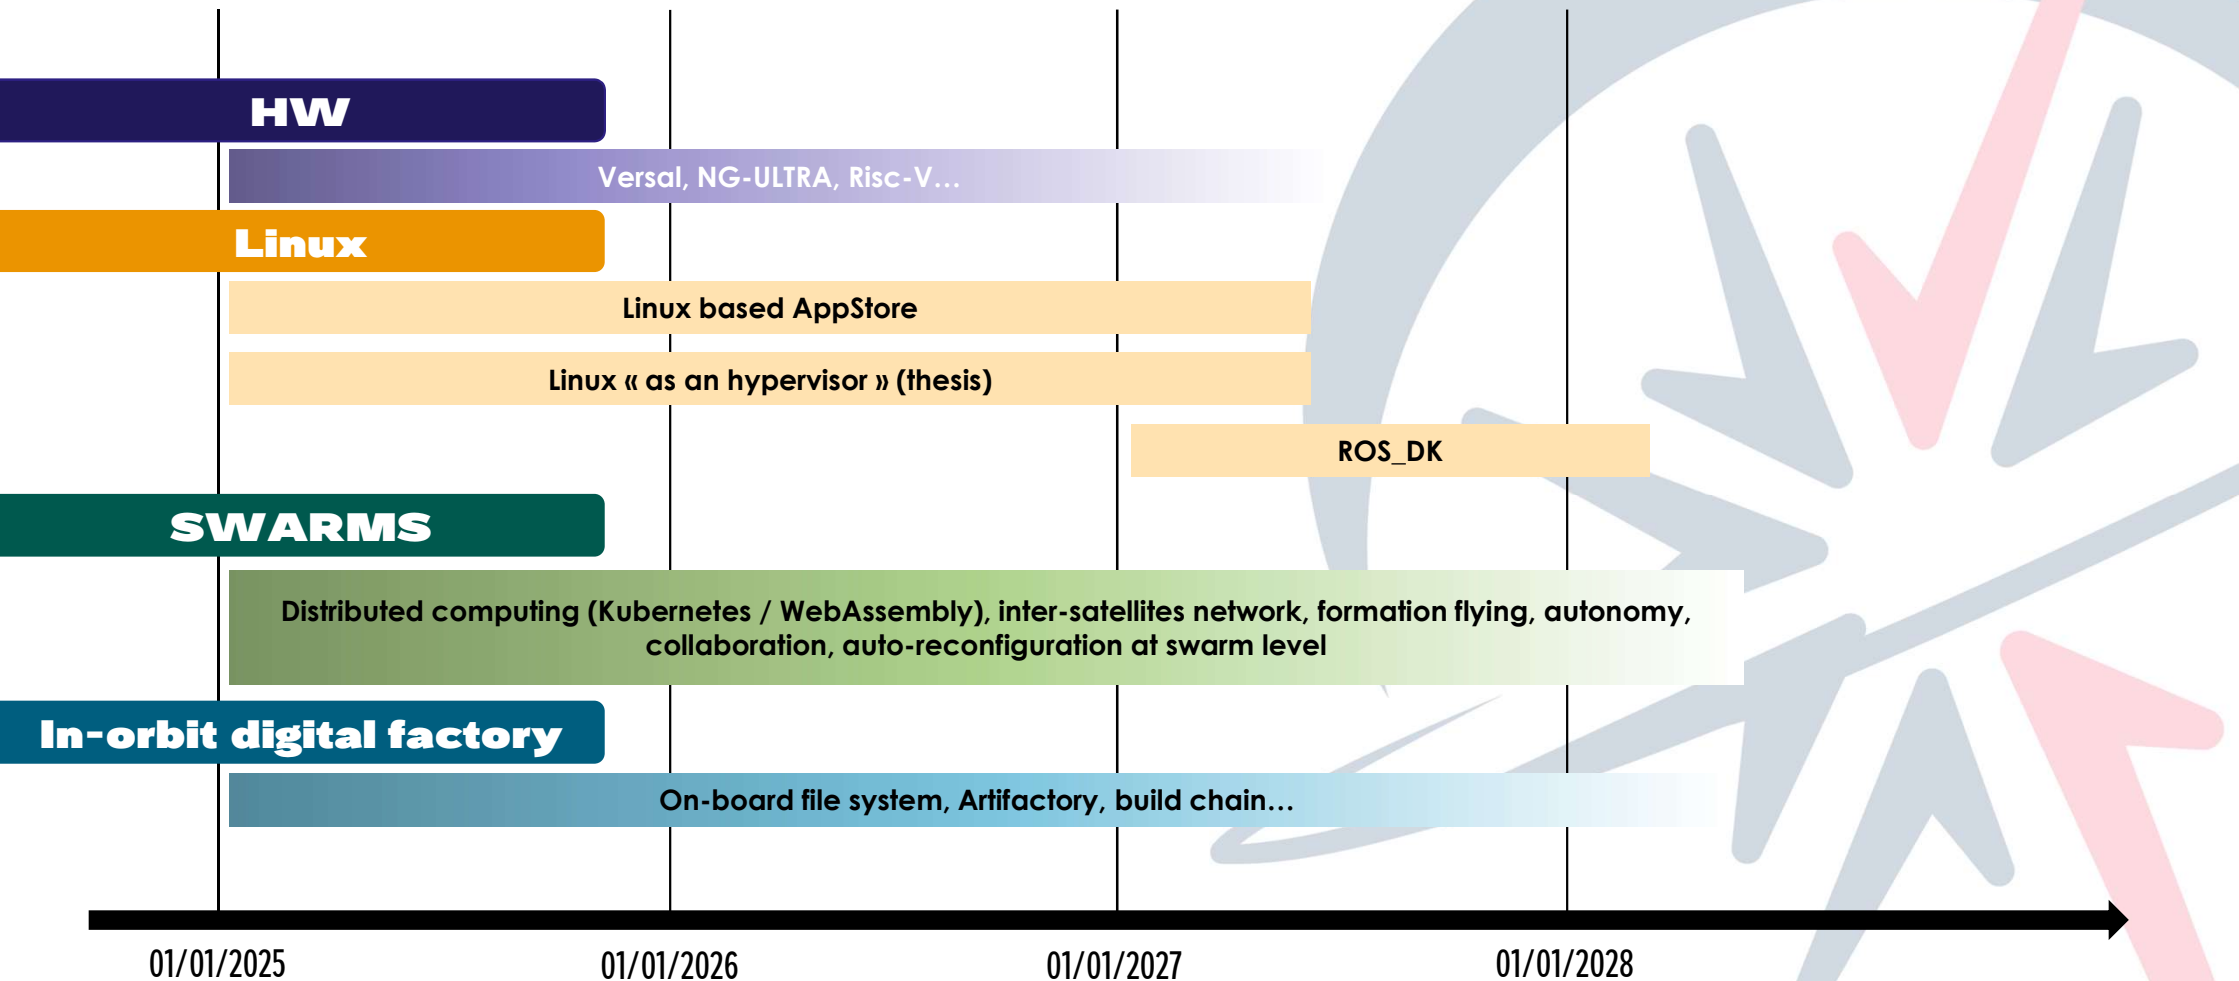 HW
Versal, NG-ULTRA, Risc-V...
Linux
Linux based AppStore
Linux « as an hypervisor » (thesis)
ROS_DK
SWARMS
Distributed computing (Kubernetes / WebAssembly), inter-satellites network, formation flying, autonomy,
collaboration, auto-reconfiguration at swarm level
In-orbit digital factory
On-board file system, Artifactory, build chain...
01/01/2025
01/01/2026
01/01/2027
01/01/2028